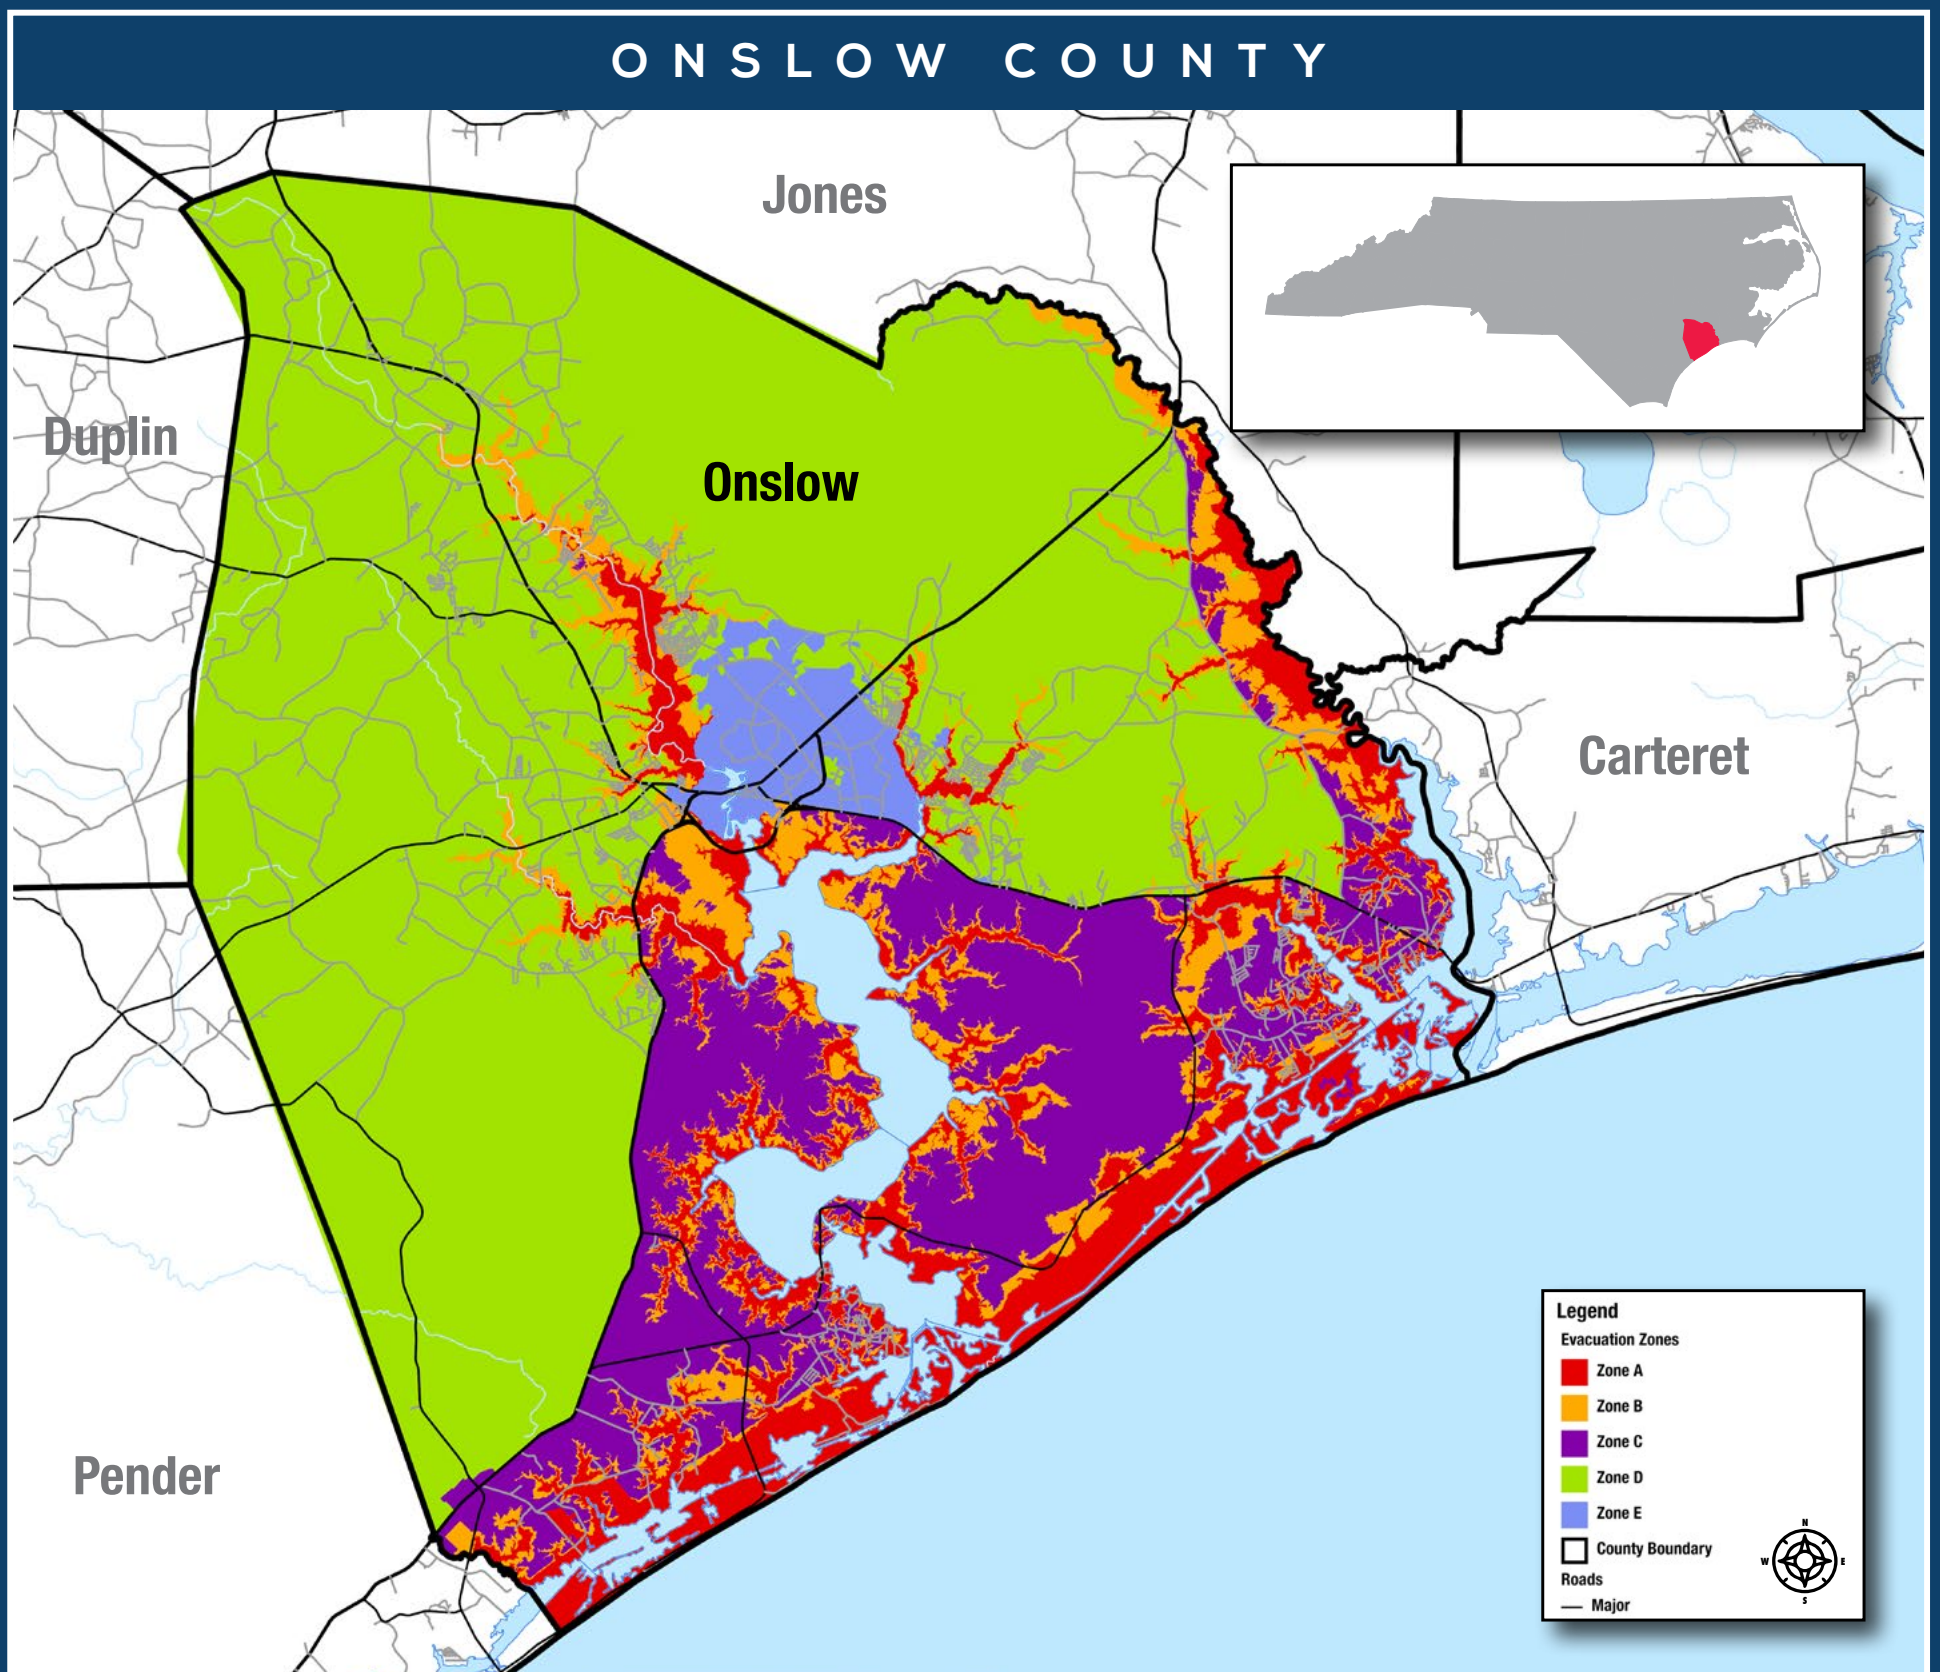 ONSLOW COUNTY
Jones
Duplin
Onslow
Carteret
Pender
Legend
Evacuation Zones
Zone A
Zone B
Zone C
Zone D
Zone E
County Boundary
Roads
Major
N
W
E
S